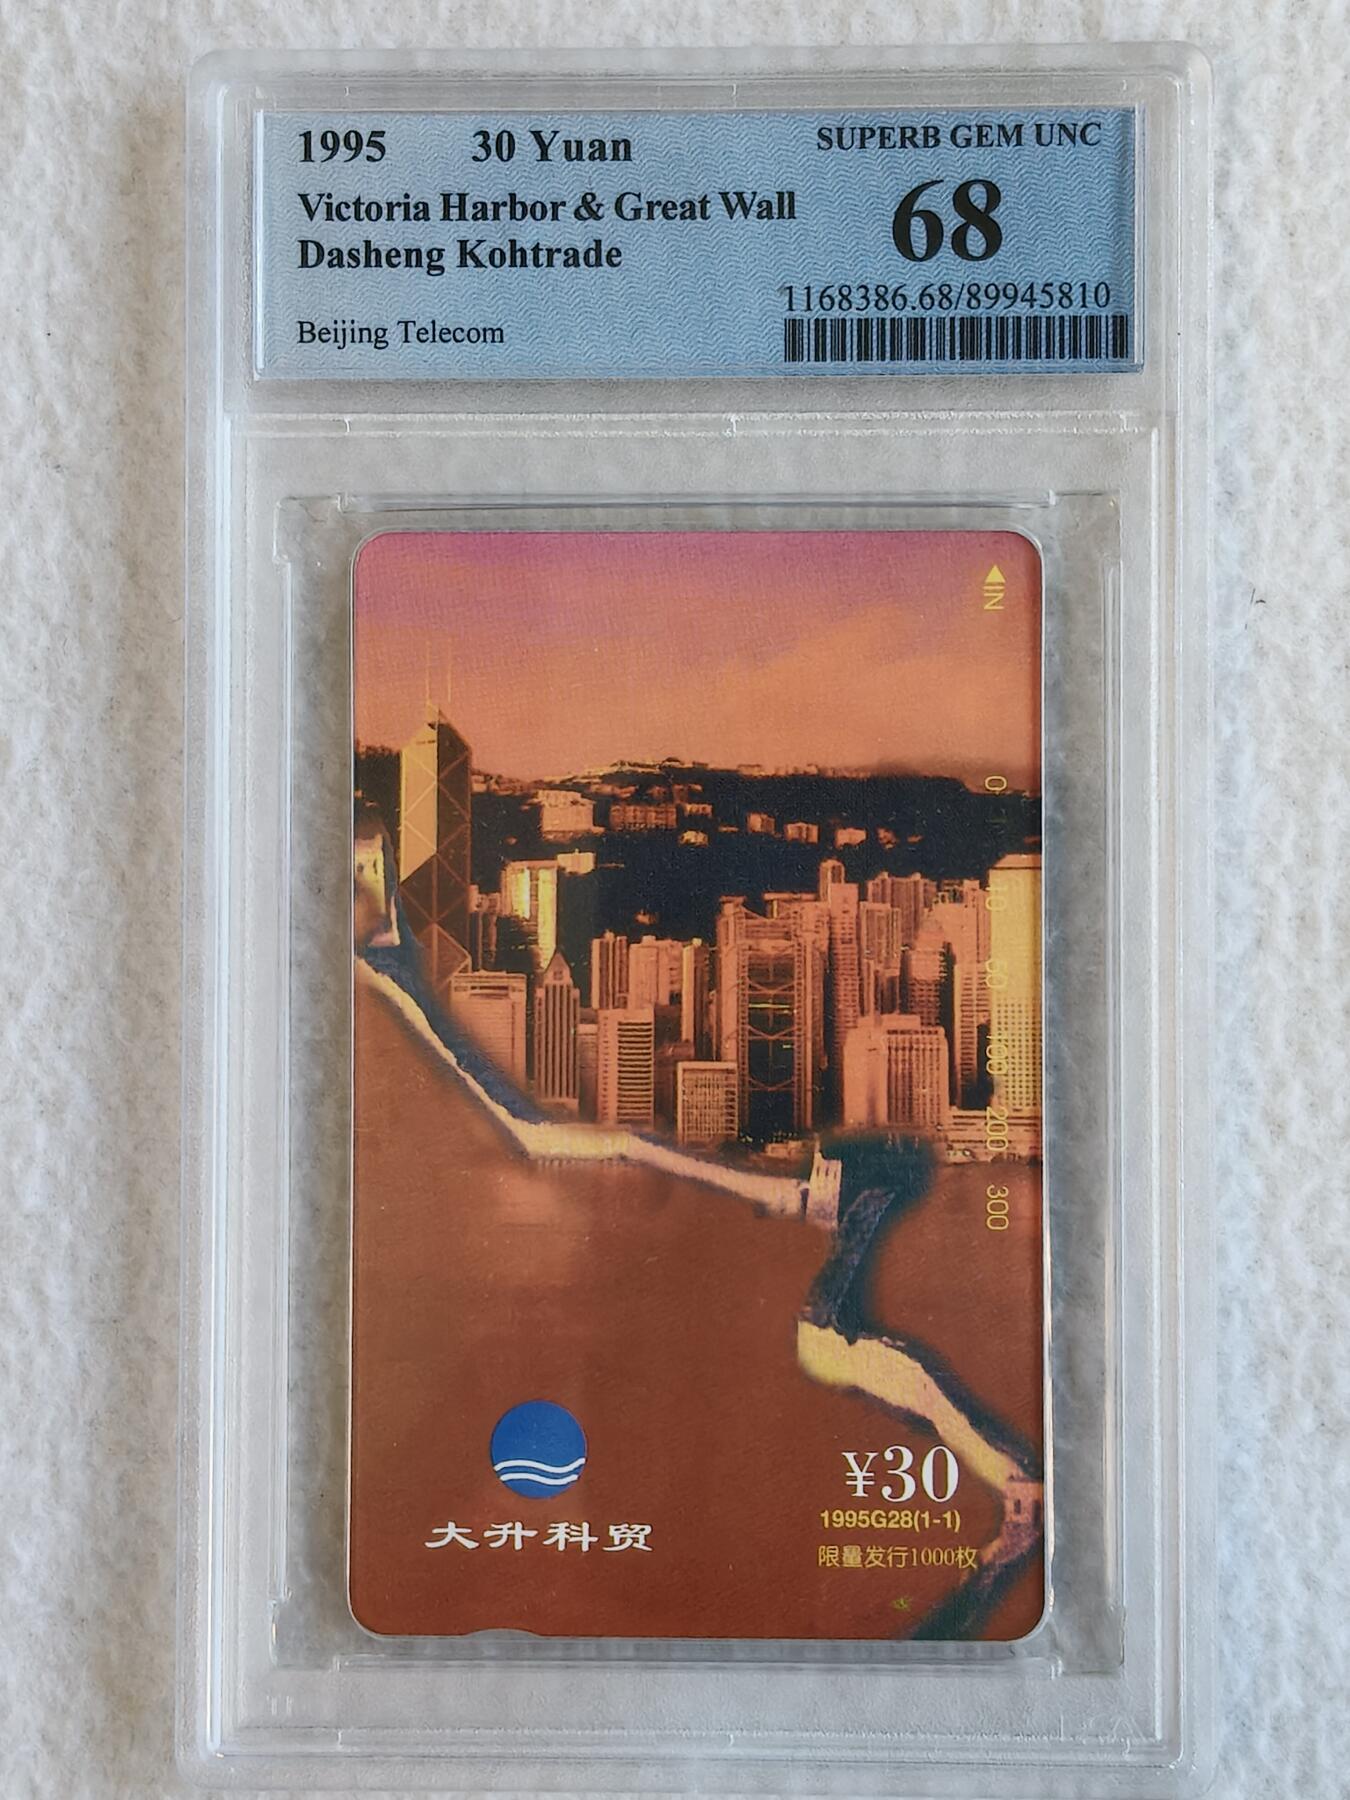 1995 30 Yuan
SUPERB GEM UNC
Victoria Harbor & Great Wall
68
Dasheng Kohtrade
1168386.68/89945810
Beijing Telecom
IN
0
1
10
50
100
200
300
大升科贸
¥30
1995G28(1-1)
限量发行1000枚